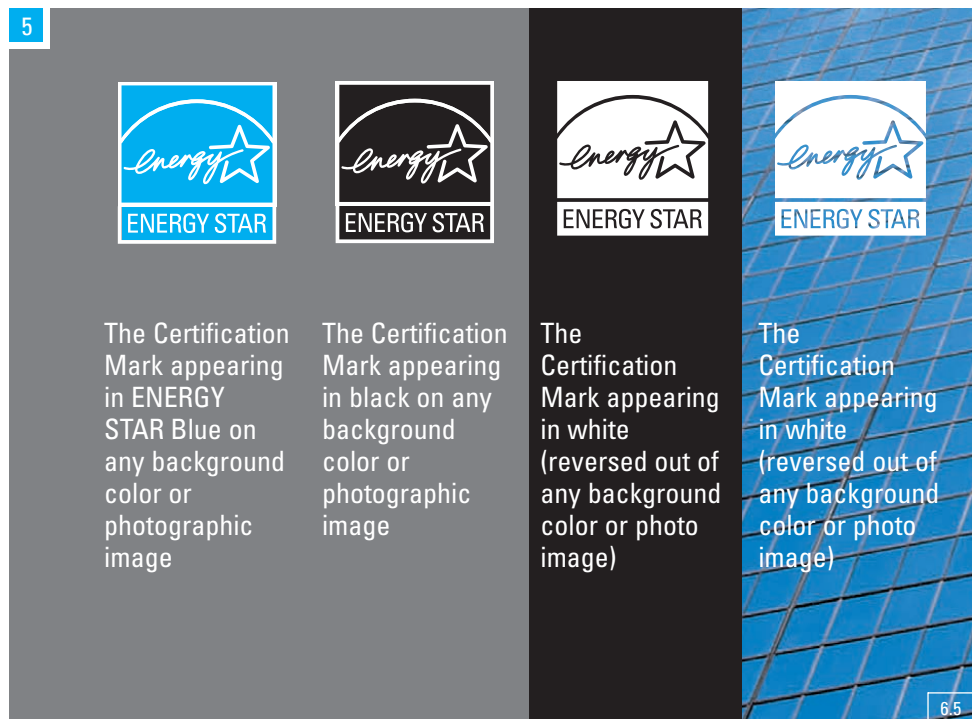 5
energy
ENERGY STAR
energy
ENERGY STAR
energy
ENERGY STAR
energy
ENERGY STAR
The Certification
Mark appearing
in ENERGY
STAR Blue on
any background
color or
photographic
image
The Certification
Mark appearing
in black on any
background
color or
photographic
image
The
Certification
Mark appearing
in white
(reversed out of
any background
color or photo
image)
The
Certification
Mark appearing
in white
(reversed out of
any background
color or photo
image)
6.5